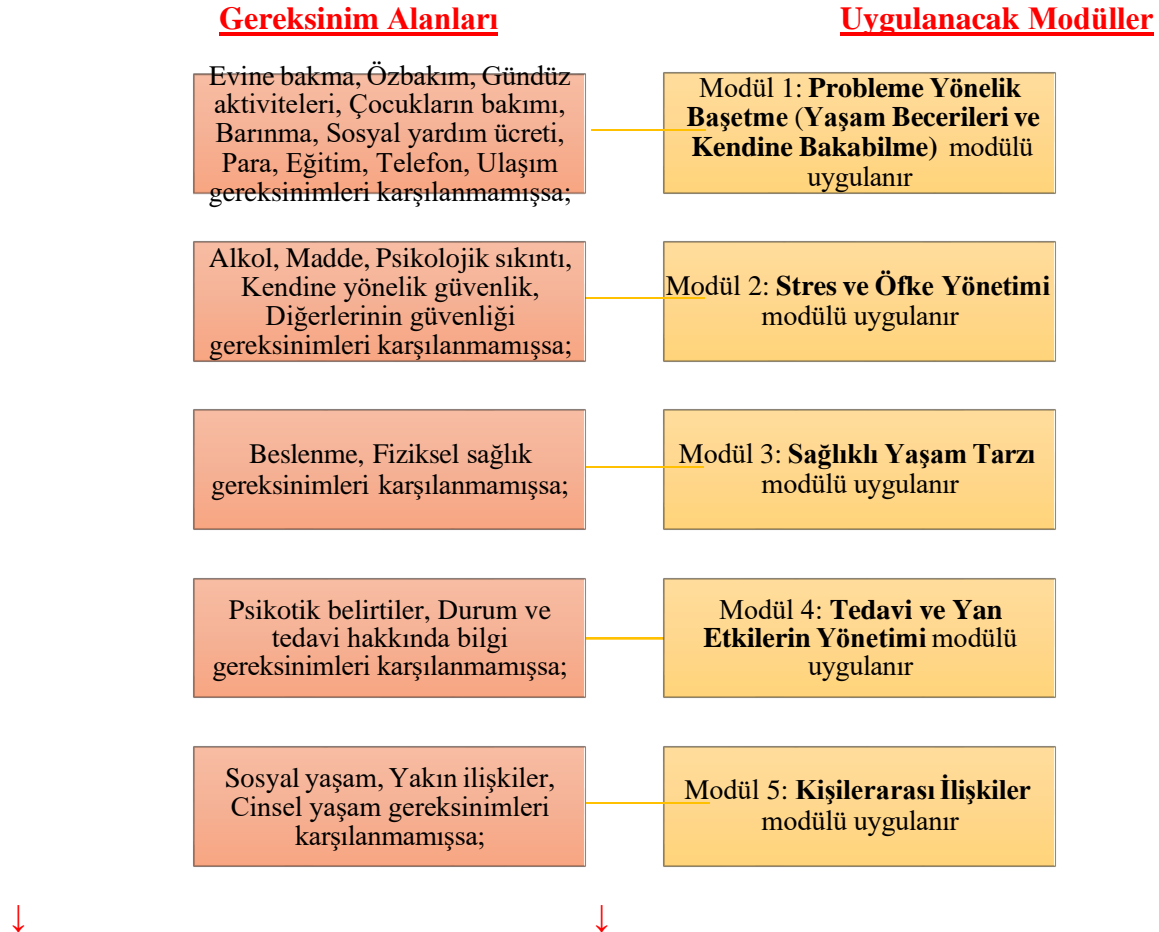 Gereksinim Alanları
Uygulanacak Modüller
Evine bakma, Özbakım, Gündüz
aktiviteleri, Çocukların bakımı,
Barınma, Sosyal yardım ücreti,
Para, Eğitim, Telefon, Ulaşım
gereksinimleri karşılanmamışsa;
Modül 1: Probleme Yönelik
Başetme (Yaşam Becerileri ve
Kendine Bakabilme) modülü
uygulanır
Alkol, Madde, Psikolojik sıkıntı,
Kendine yönelik güvenlik,
Diğerlerinin güvenliği
gereksinimleri karşılanmamışsa;
Modül 2: Stres ve Öfke Yönetimi
modülü uygulanır
Beslenme, Fiziksel sağlık
gereksinimleri karşılanmamışsa;
Modül 3: Sağlıklı Yaşam Tarzı
modülü uygulanır
Psikotik belirtiler, Durum ve
tedavi hakkında bilgi
gereksinimleri karşılanmamışsa;
Modül 4: Tedavi ve Yan
Etkilerin Yönetimi modülü
uygulanır
Sosyal yaşam, Yakın ilişkiler,
Cinsel yaşam gereksinimleri
karşılanmamışsa;
Modül 5: Kişilerarası İlişkiler
modülü uygulanır
↓ ↓